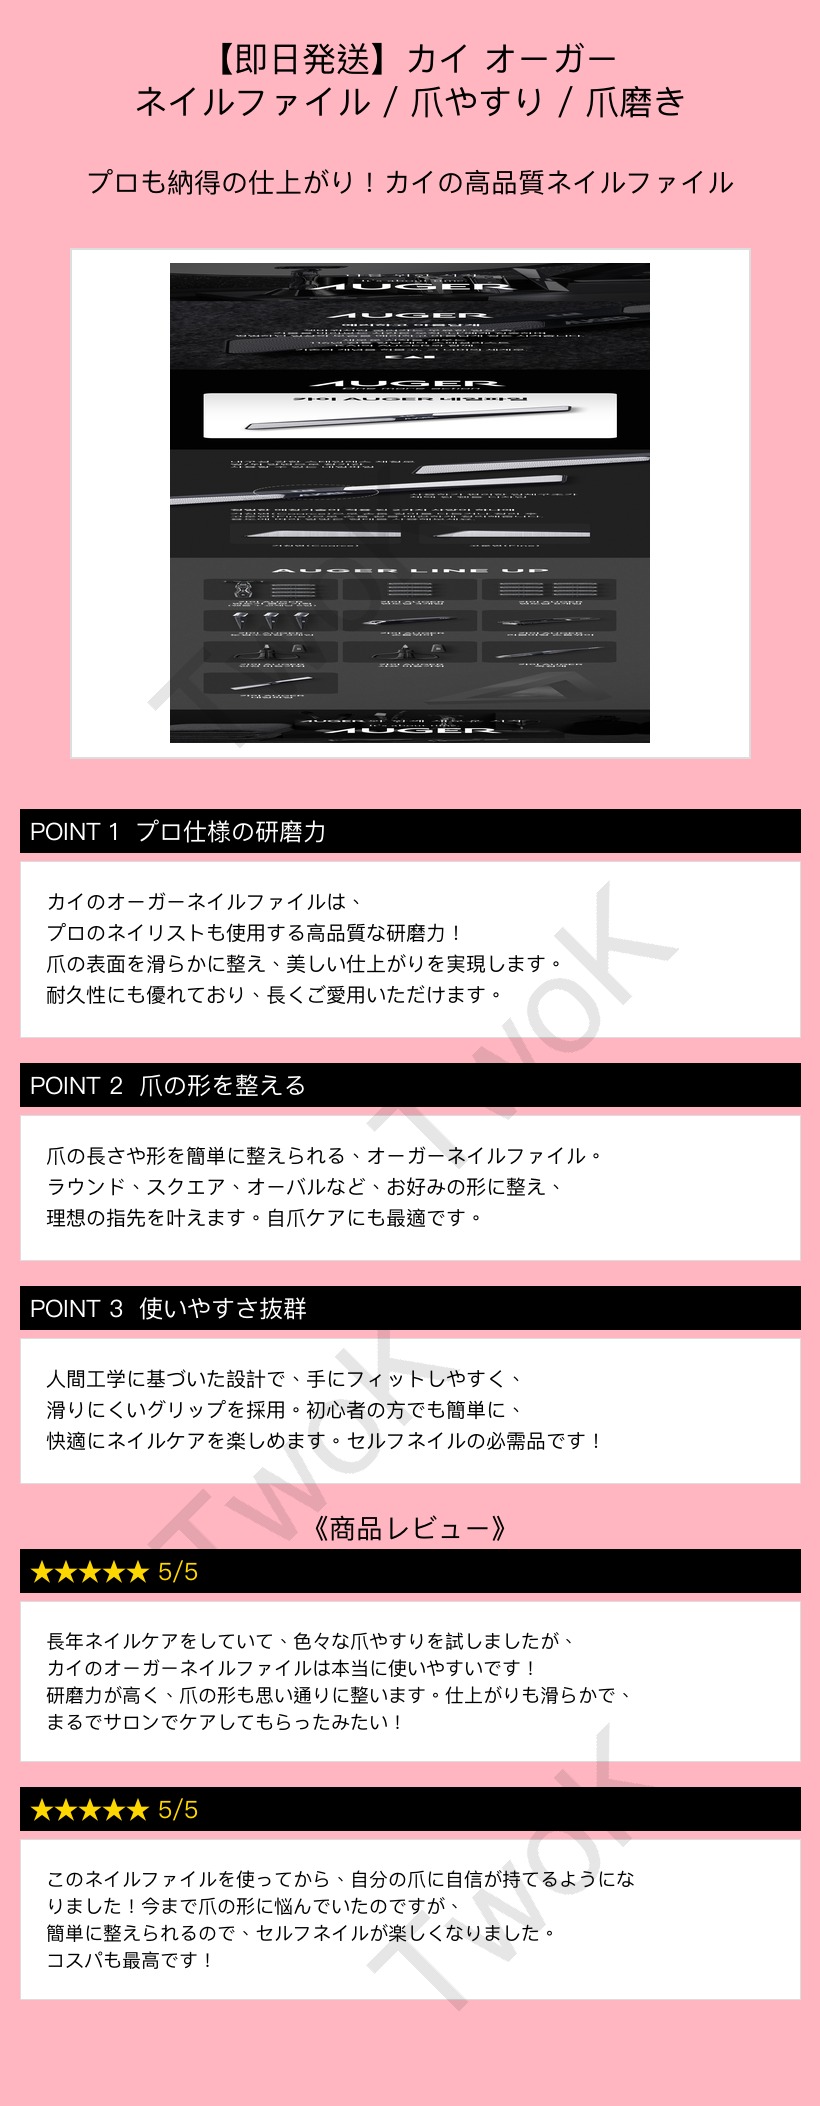 【即日発送】カイ オーガー
ネイルファイル / 爪やすり / 爪磨き
プロも納得の仕上がり！カイの高品質ネイルファイル
AUGER
AUGER
KAI
AUGER
One more action
카이 AUGER 네일파일
AUGER LINE UP
It's about time
AUGER
POINT 1 プロ仕様の研磨力
カイのオーガーネイルファイルは、
プロのネイリストも使用する高品質な研磨力！
爪の表面を滑らかに整え、美しい仕上がりを実現します。
耐久性にも優れており、長くご愛用いただけます。
POINT 2 爪の形を整える
爪の長さや形を簡単に整えられる、オーガーネイルファイル。
ラウンド、スクエア、オーバルなど、お好みの形に整え、
理想の指先を叶えます。自爪ケアにも最適です。
POINT 3 使いやすさ抜群
人間工学に基づいた設計で、手にフィットしやすく、
滑りにくいグリップを採用。初心者の方でも簡単に、
快適にネイルケアを楽しめます。セルフネイルの必需品です！
《商品レビュー》
★★★★★ 5/5
長年ネイルケアをしていて、色々な爪やすりを試しましたが、
カイのオーガーネイルファイルは本当に使いやすいです！
研磨力が高く、爪の形も思い通りに整います。仕上がりも滑らかで、
まるでサロンでケアしてもらったみたい！
★★★★★ 5/5
このネイルファイルを使ってから、自分の爪に自信が持てるようにな
りました！今まで爪の形に悩んでいたのですが、
簡単に整えられるので、セルフネイルが楽しくなりました。
コスパも最高です！
TwoK
TwoK
TwoK
TwoK